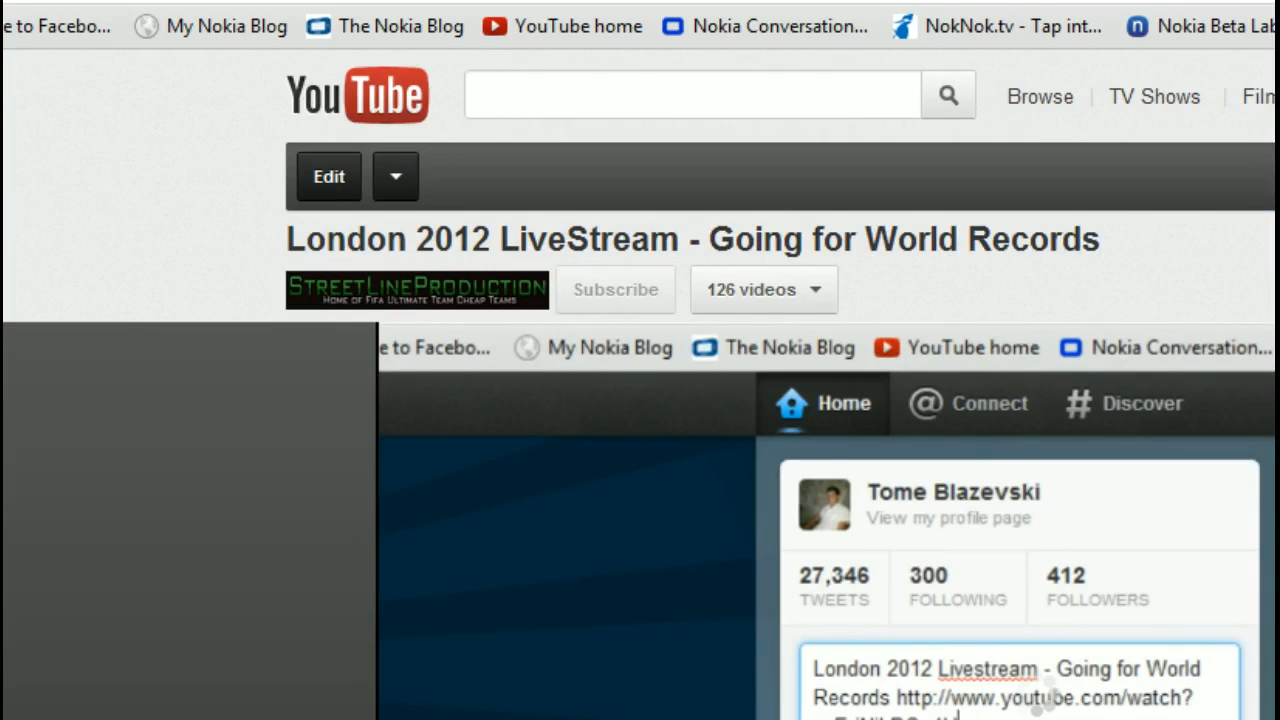 e to Facebo... My Nokia Blog The Nokia Blog YouTube home Nokia Conversation... NokNok.tv - Tap int... Nokia Beta Lab
YouTube Browse TV Shows Film
Edit
London 2012 LiveStream - Going for World Records
STREETLINEPRODUCTION
HOME OF FIFA ULTIMATE TEAM CHEAP TEAMS
Subscribe 126 videos
e to Facebo... My Nokia Blog The Nokia Blog YouTube home Nokia Conversation...
Home Connect Discover
Tome Blazevski
View my profile page
27,346 300 412
TWEETS FOLLOWING FOLLOWERS
London 2012 Livestream - Going for World
Records http://www.youtube.com/watch?